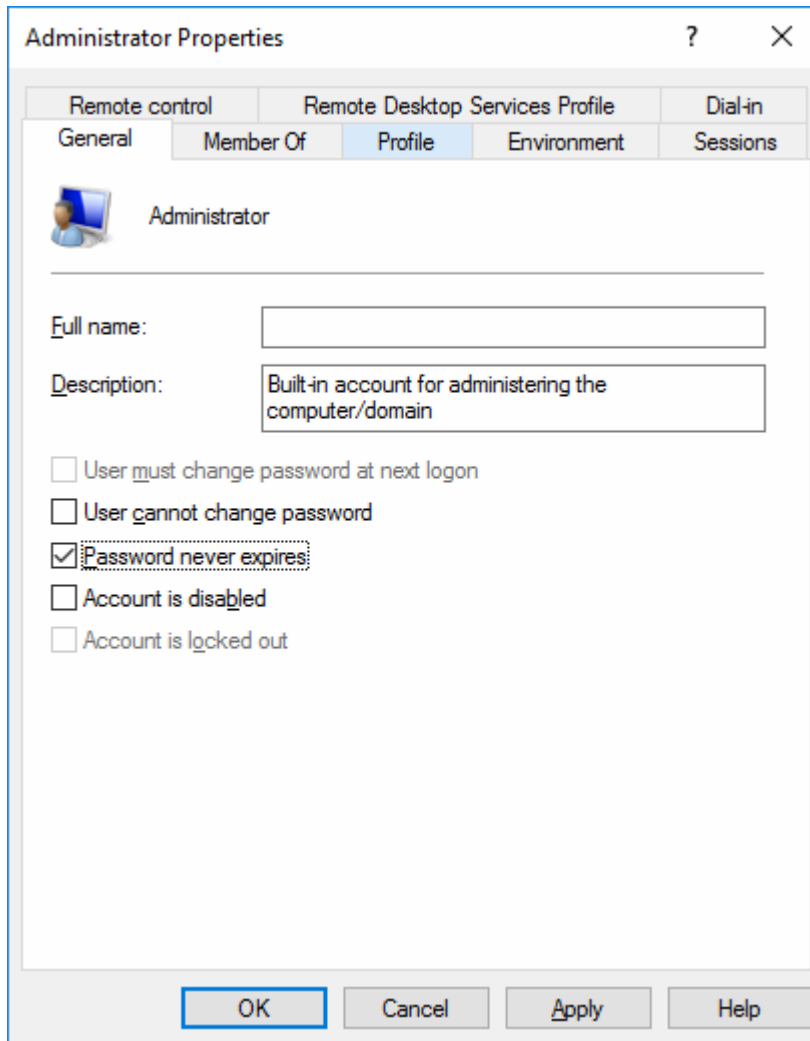 Administrator Properties ?
Remote control Remote Desktop Services Profile Dial-in
General Member Of Profile Environment Sessions
Administrator
Full name:
Description: Built-in account for administering the
computer/domain
User must change password at next logon
User cannot change password
Password never expires
Account is disabled
Account is locked out
OK Cancel Apply Help